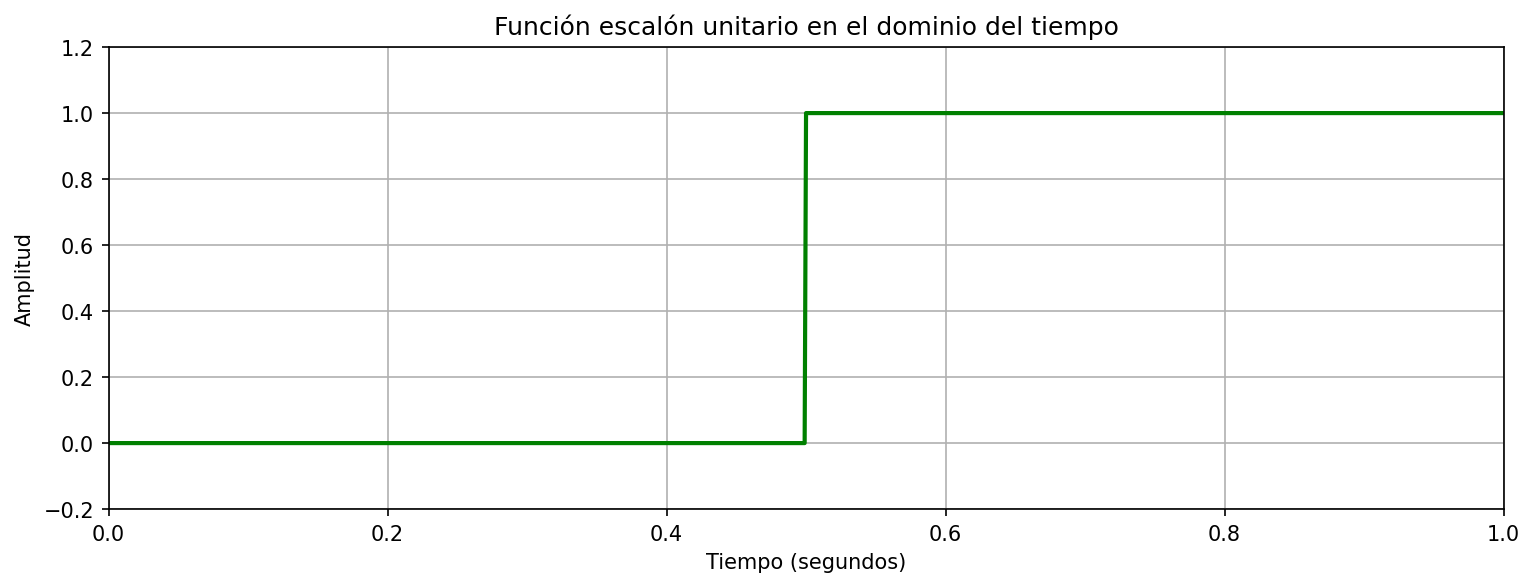 Función escalón unitario en el dominio del tiempo
1.2
1.0
0.8
0.6
0.4
0.2
0.0
−0.2
Amplitud
0.0 0.2 0.4 0.6 0.8 1.0
Tiempo (segundos)